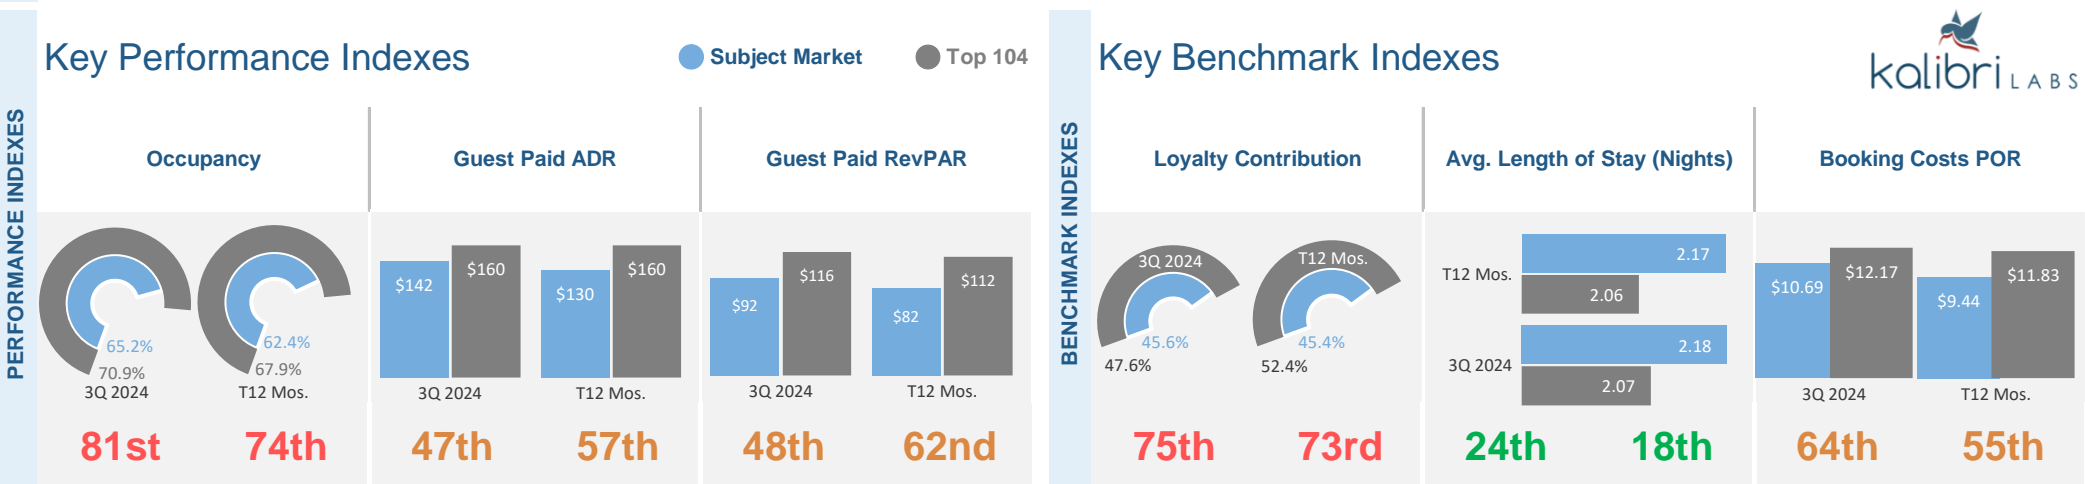 PERFORMANCE INDEXES
Key Performance Indexes
Subject Market
Top 104
Occupancy
Guest Paid ADR
Guest Paid RevPAR
65.2%
70.9%
3Q 2024
62.4%
67.9%
T12 Mos.
$142
$160
3Q 2024
$130
$160
T12 Mos.
$92
$116
3Q 2024
$82
$112
T12 Mos.
81st
74th
47th
57th
48th
62nd
BENCHMARK INDEXES
Key Benchmark Indexes
kalibri LABS
Loyalty Contribution
Avg. Length of Stay (Nights)
Booking Costs POR
3Q 2024
45.6%
47.6%
T12 Mos.
45.4%
52.4%
T12 Mos.
2.17
2.06
3Q 2024
2.18
2.07
$10.69
$12.17
3Q 2024
$9.44
$11.83
T12 Mos.
75th
73rd
24th
18th
64th
55th